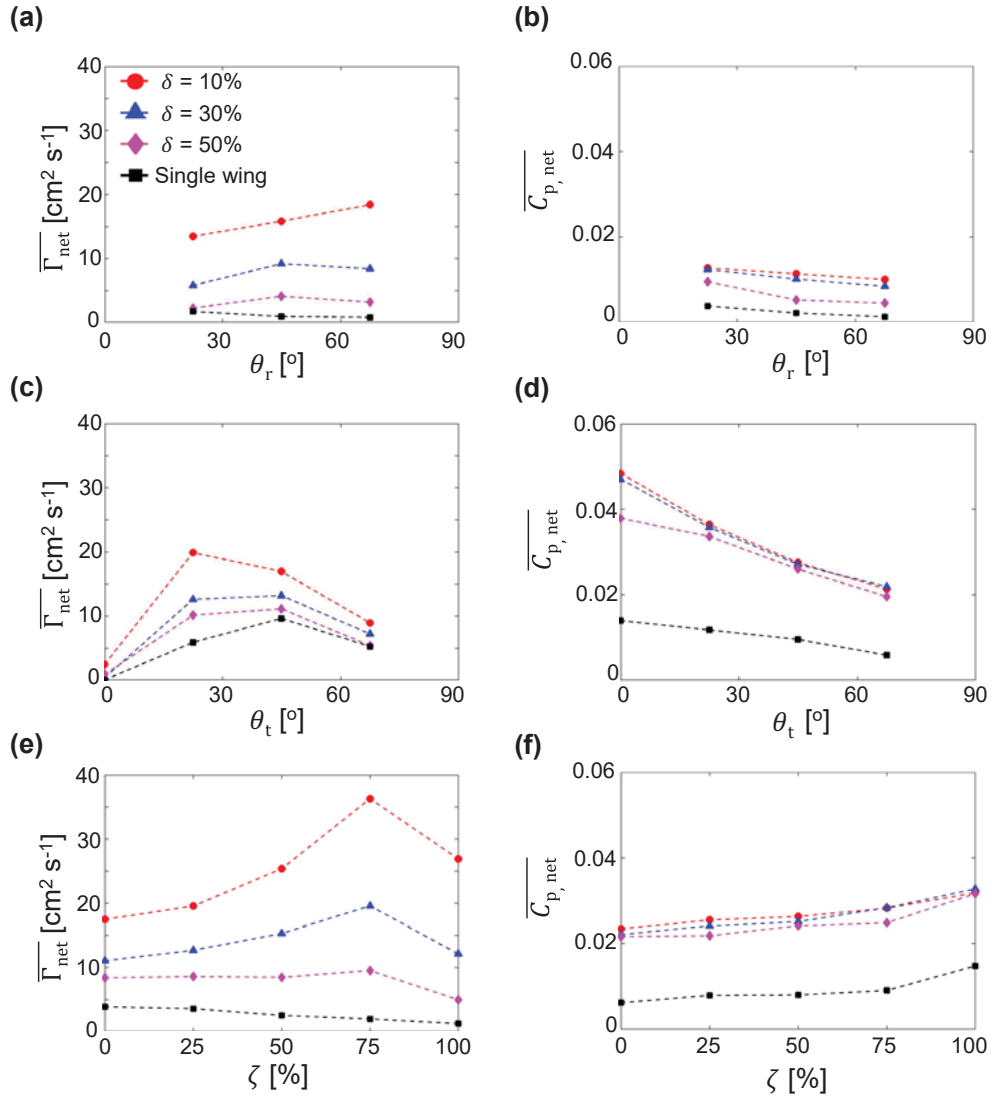 (a)
40
30
20
10
0
0 30 60 90
Γ̅net [cm² s⁻¹]
θr [°]
δ = 10%
δ = 30%
δ = 50%
Single wing
(b)
0.06
0.04
0.02
0
0 30 60 90
C̅p, net
θr [°]
(c)
40
30
20
10
0
0 30 60 90
Γ̅net [cm² s⁻¹]
θt [°]
(d)
0.06
0.04
0.02
0
0 30 60 90
C̅p, net
θt [°]
(e)
40
30
20
10
0
0 25 50 75 100
Γ̅net [cm² s⁻¹]
ζ [%]
(f)
0.06
0.04
0.02
0
0 25 50 75 100
C̅p, net
ζ [%]